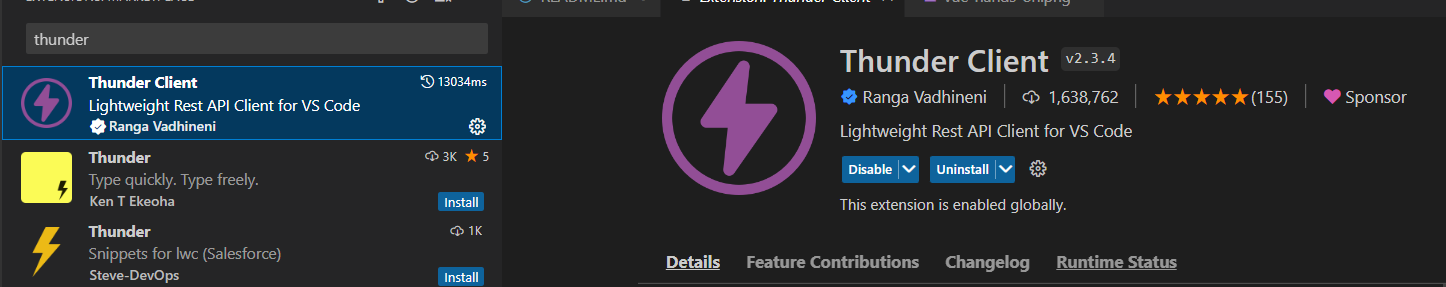 thunder
Thunder Client
13034ms
Lightweight Rest API Client for VS Code
Ranga Vadhineni
Thunder
3K
5
Type quickly. Type freely.
Ken T Ekeoha
Install
Thunder
1K
Snippets for lwc (Salesforce)
Steve-DevOps
Install
Thunder Client v2.3.4
Ranga Vadhineni
1,638,762
(155)
Sponsor
Lightweight Rest API Client for VS Code
Disable
Uninstall
This extension is enabled globally.
Details
Feature Contributions
Changelog
Runtime Status